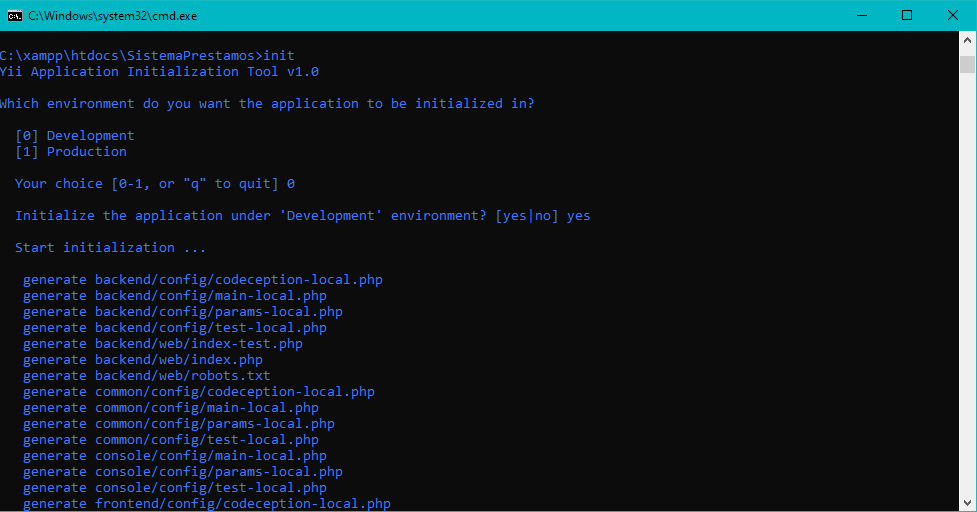 C:\Windows\system32\cmd.exe
C:\xampp\htdocs\SistemaPrestamos>init
Yii Application Initialization Tool v1.0
Which environment do you want the application to be initialized in?
[0] Development
[1] Production
Your choice [0-1, or "q" to quit] 0
Initialize the application under 'Development' environment? [yes|no] yes
Start initialization ...
generate backend/config/codeception-local.php
generate backend/config/main-local.php
generate backend/config/params-local.php
generate backend/config/test-local.php
generate backend/web/index-test.php
generate backend/web/index.php
generate backend/web/robots.txt
generate common/config/codeception-local.php
generate common/config/main-local.php
generate common/config/params-local.php
generate common/config/test-local.php
generate console/config/main-local.php
generate console/config/params-local.php
generate console/config/test-local.php
generate frontend/config/codeception-local.php